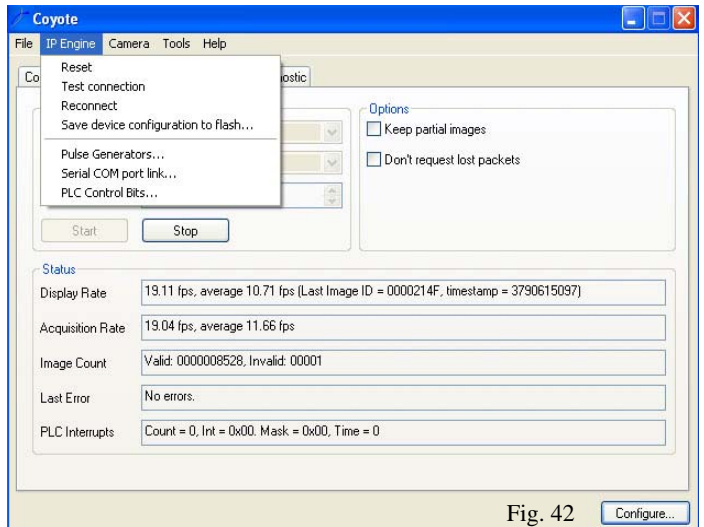 Coyote
File IP Engine Camera Tools Help
Reset
Test connection
Reconnect
Save device configuration to flash...
Pulse Generators...
Serial COM port link...
PLC Control Bits...
Co
ostic
Options
Keep partial images
Don't request lost packets
Start Stop
Status
Display Rate 19.11 fps, average 10.71 fps (Last Image ID = 0000214F, timestamp = 3790615097)
Acquisition Rate 19.04 fps, average 11.66 fps
Image Count Valid: 0000008528, Invalid: 00001
Last Error No errors.
PLC Interrupts Count = 0, Int = 0x00. Mask = 0x00, Time = 0
Fig. 42 Configure...